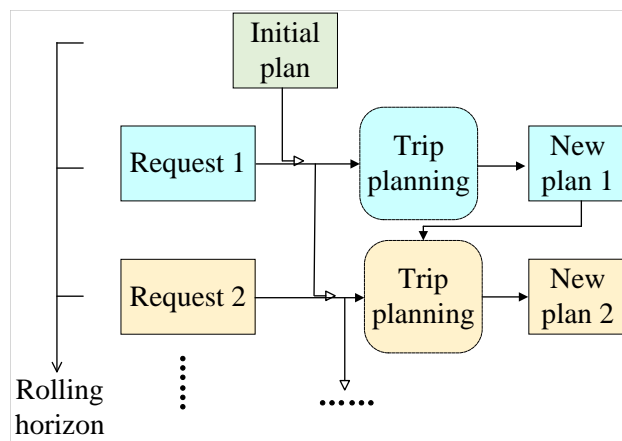 Initial
plan
Request 1
Trip
planning
New
plan 1
Request 2
Trip
planning
New
plan 2
Rolling
horizon
......
......